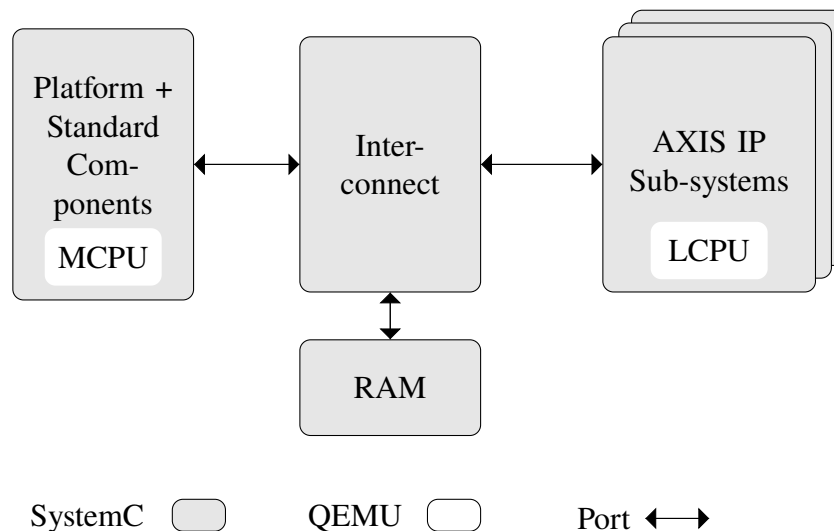 Platform +
Standard
Com-
ponents
MCPU
Inter-
connect
AXIS IP
Sub-systems
LCPU
RAM
SystemC
QEMU
Port